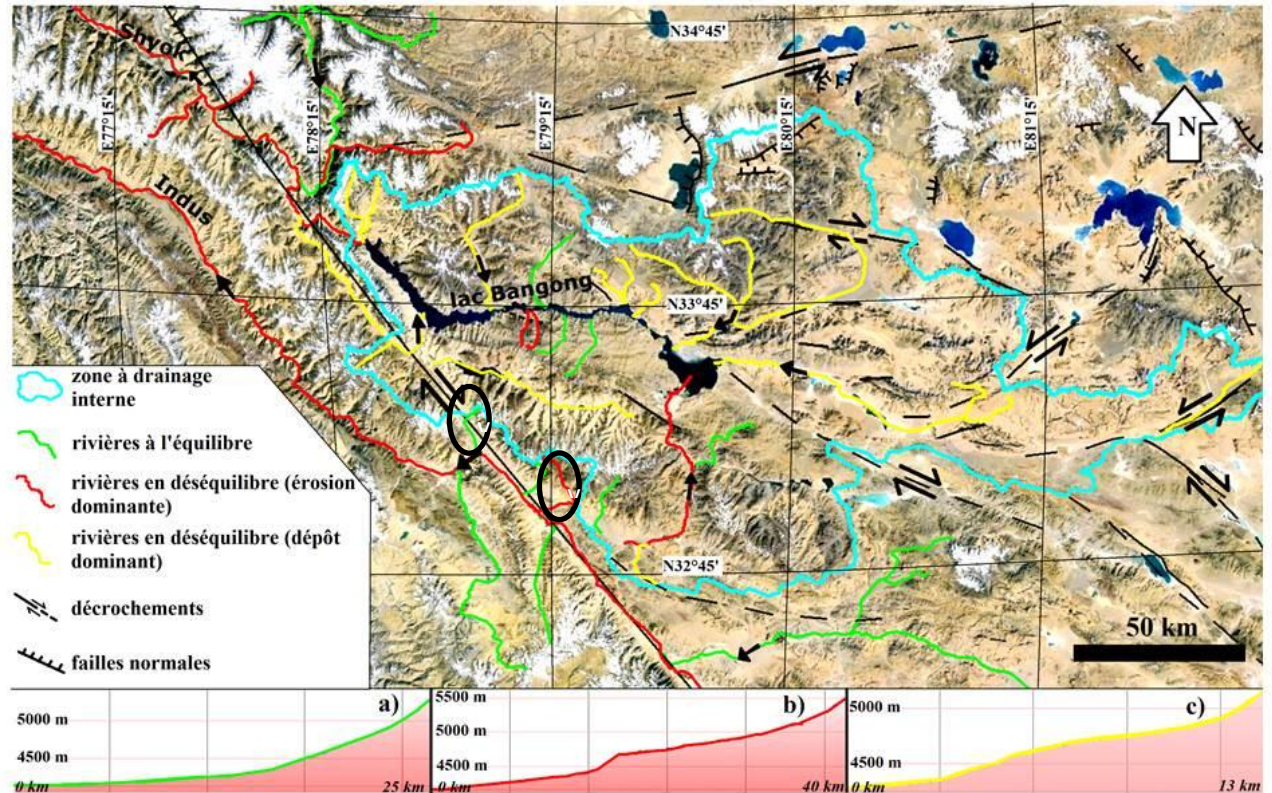 Shyok
N34°45'
E77°15'
E78°15'
E79°15'
E80°15'
E81°15'
N
Indus
lac Bangong
N33°45'
zone à drainage
interne
rivières à l'équilibre
rivières en déséquilibre (érosion
dominante)
rivières en déséquilibre (dépôt
dominant)
décrochements
failles normales
N32°45'
50 km
a)
5000 m
4500 m
0 km
25 km
b)
5500 m
5000 m
4500 m
0 km
40 km
c)
5000 m
4500 m
0 km
13 km